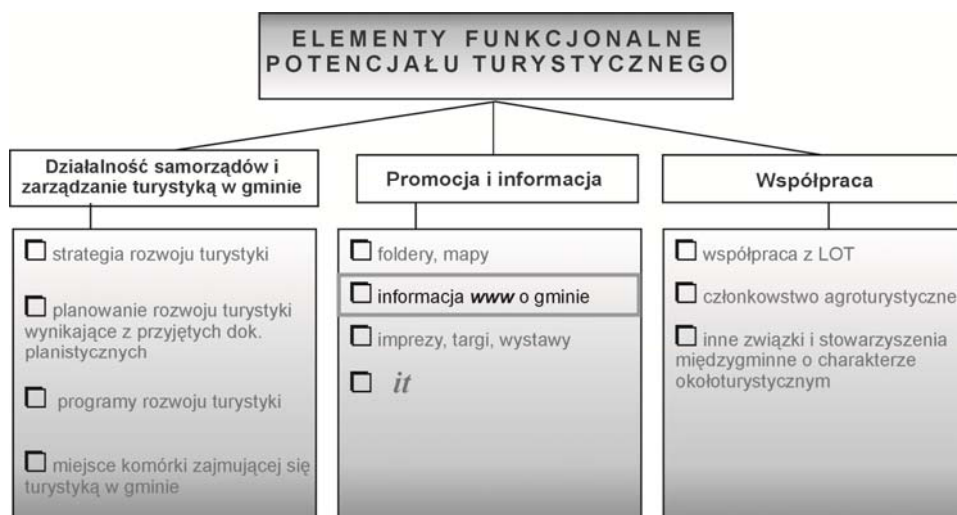 ELEMENTY FUNKCJONALNE
POTENCJAŁU TURYSTYCZNEGO
Działalność samorządów i
zarządzanie turystyką w gminie
strategia rozwoju turystyki
planowanie rozwoju turystyki
wynikające z przyjętych dok.
planistycznych
programy rozwoju turystyki
miejsce komórki zajmującej się
turystyką w gminie
Promocja i informacja
foldery, mapy
informacja www o gminie
imprezy, targi, wystawy
it
Współpraca
współpraca z LOT
członkowstwo agroturystyczne
inne związki i stowarzyszenia
międzygminne o charakterze
okołoturystycznym